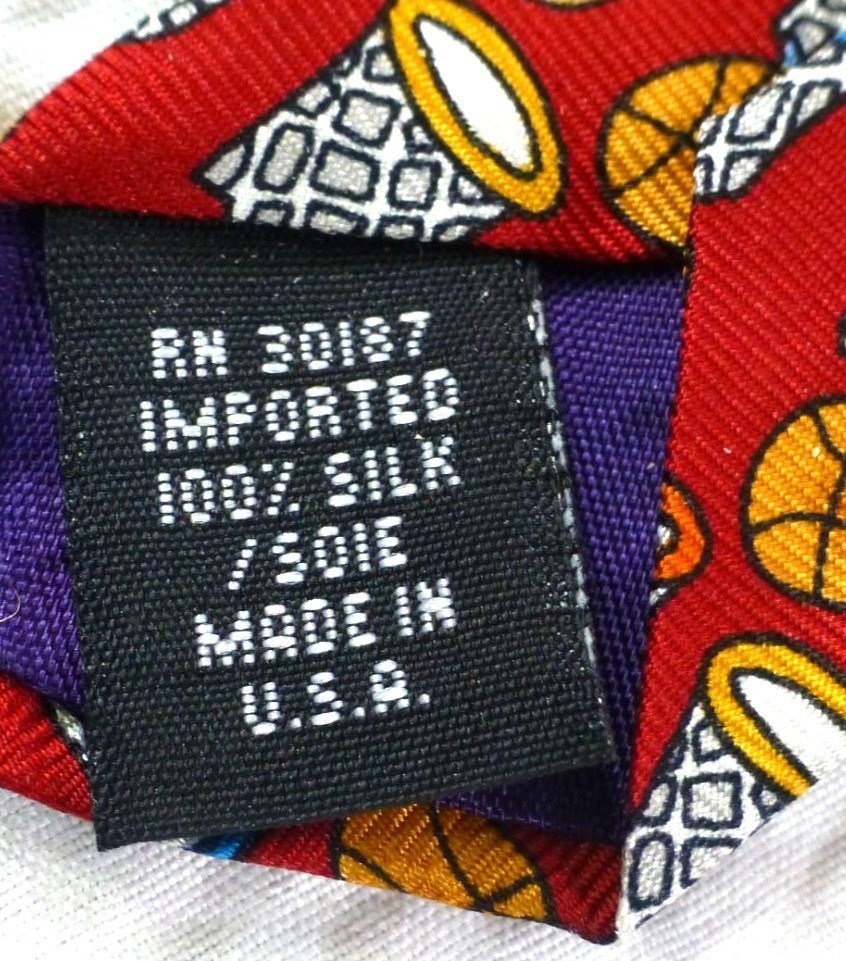 RN 30187
IMPORTED
100% SILK
/SOIE
MADE IN
U.S.A.